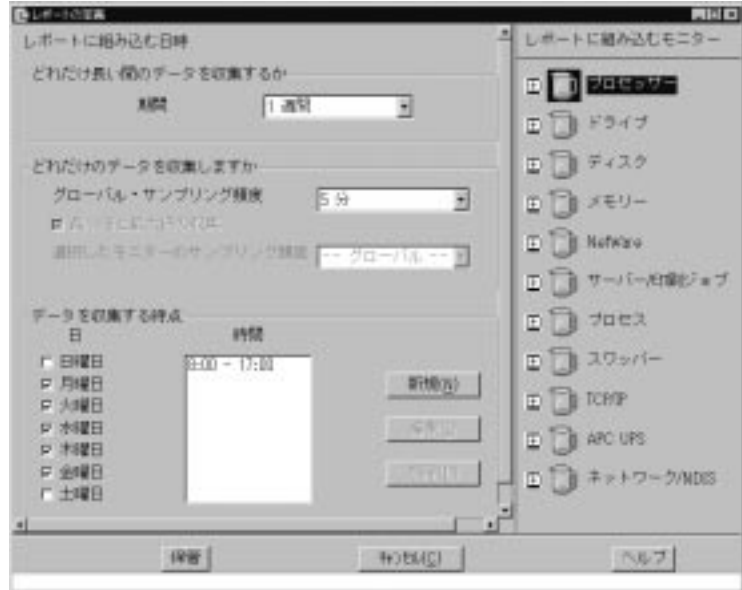 レポートの定義
レポートに組み込む日時
どれだけ長い間のデータを収集するか
期間
1 週間
どれだけのデータを収集しますか
グローバル・サンプリング頻度
5 分
選択したモニターのサンプリング頻度
-- グローバル --
データを収集する時点
日
時間
日曜日
月曜日
火曜日
水曜日
木曜日
金曜日
土曜日
9:00 - 17:00
新規(N)
レポートに組み込むモニター
プロセッサー
ドライブ
ディスク
メモリー
NetWare
サーバー/印刷ジョブ
プロセス
スワッパー
TCP/IP
APC UPS
ネットワーク/NDIS
保管
キャンセル(C)
ヘルプ